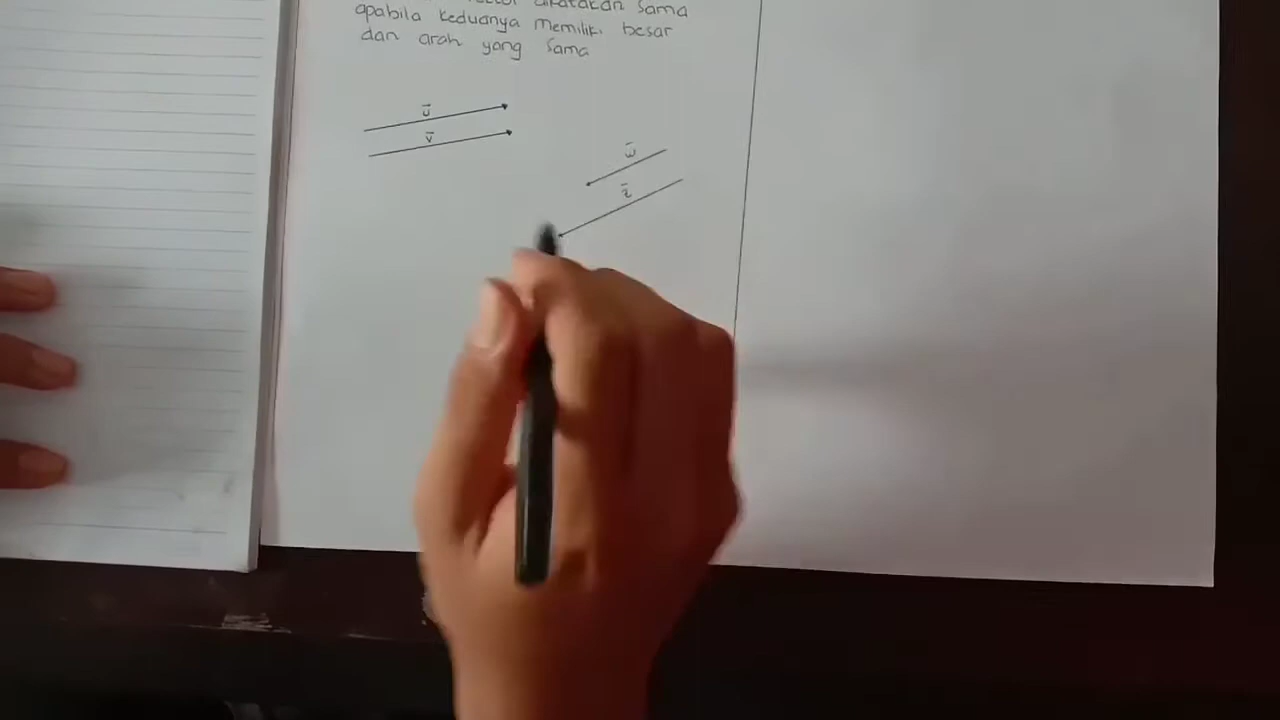 dikatakan sama
apabila keduanya memiliki besar
dan arah yang sama
ū
v̄
w̄
z̄